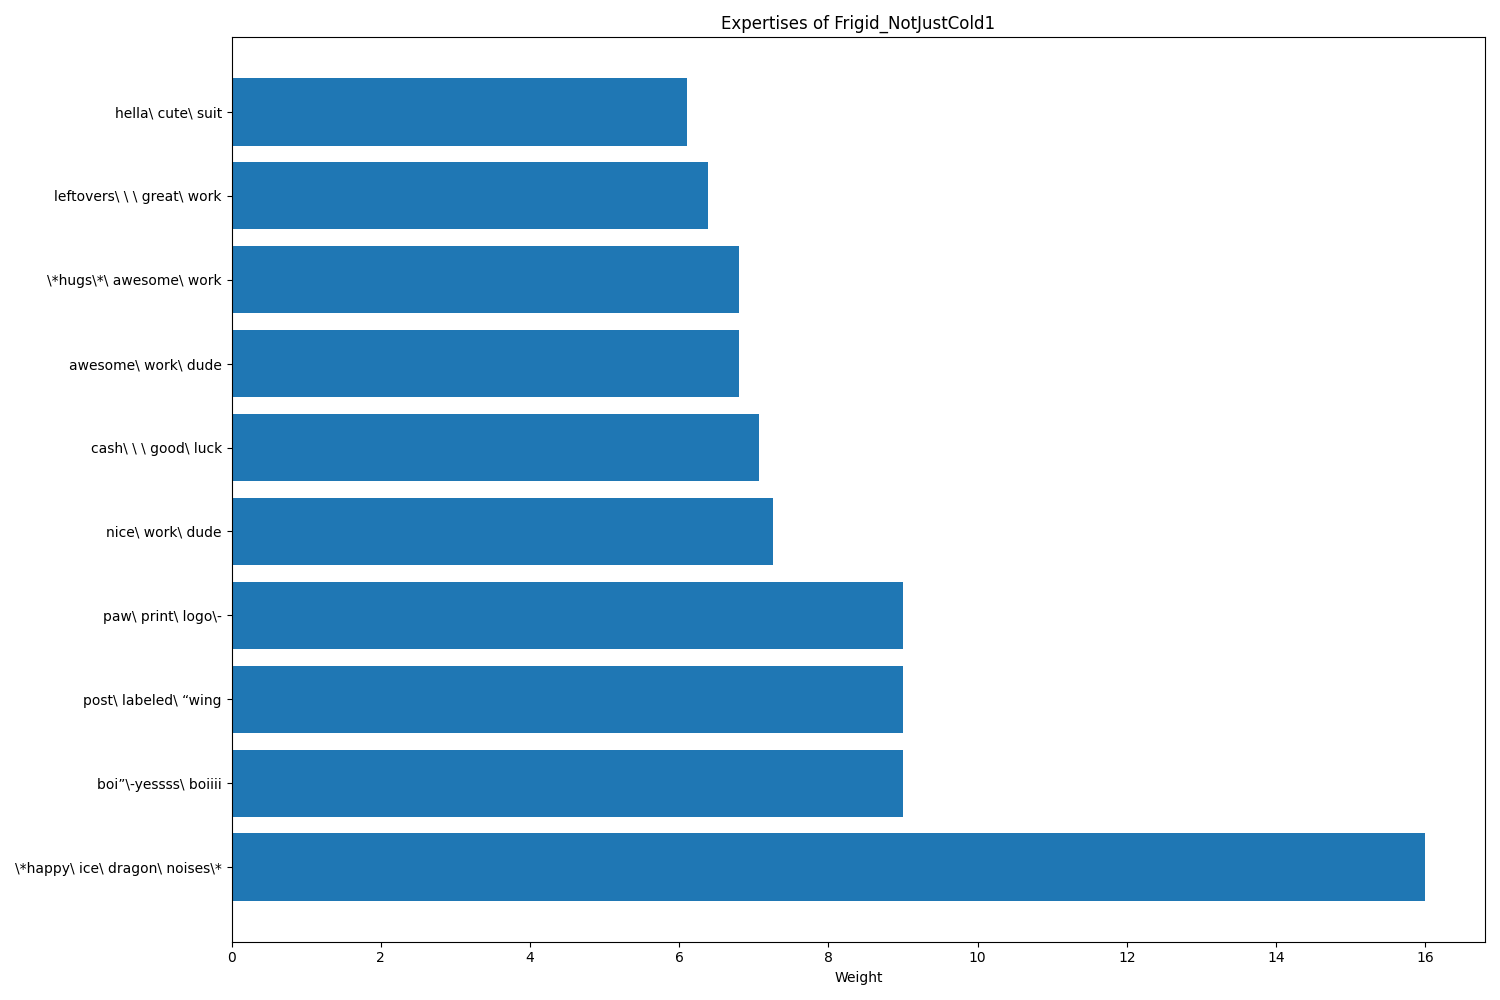 Expertises of Frigid_NotJustCold1
hella\ cute\ suit
leftovers\ \ \ great\ work
\*hugs\*\ awesome\ work
awesome\ work\ dude
cash\ \ \ good\ luck
nice\ work\ dude
paw\ print\ logo\-
post\ labeled\ “wing
boi”\-yessss\ boiiii
\*happy\ ice\ dragon\ noises\*
0 2 4 6 8 10 12 14 16
Weight